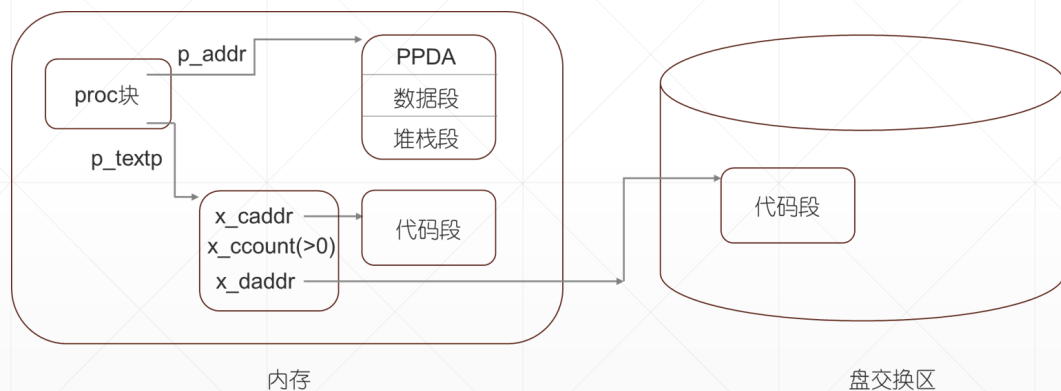 p_addr
PPDA
proc块
数据段
堆栈段
p_textp
x_caddr
代码段
x_ccount(>0)
x_daddr
代码段
内存
盘交换区